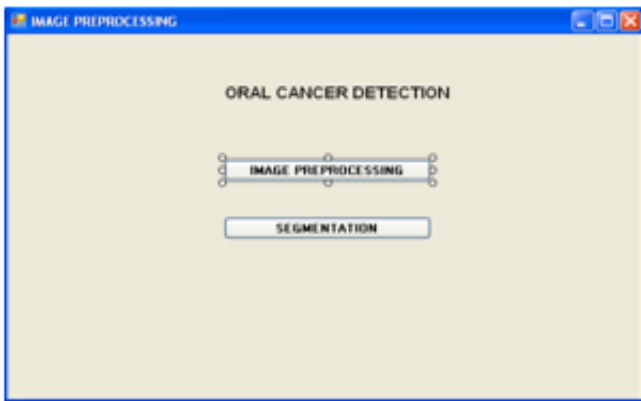 IMAGE PREPROCESSING
ORAL CANCER DETECTION
IMAGE PREPROCESSING
SEGMENTATION